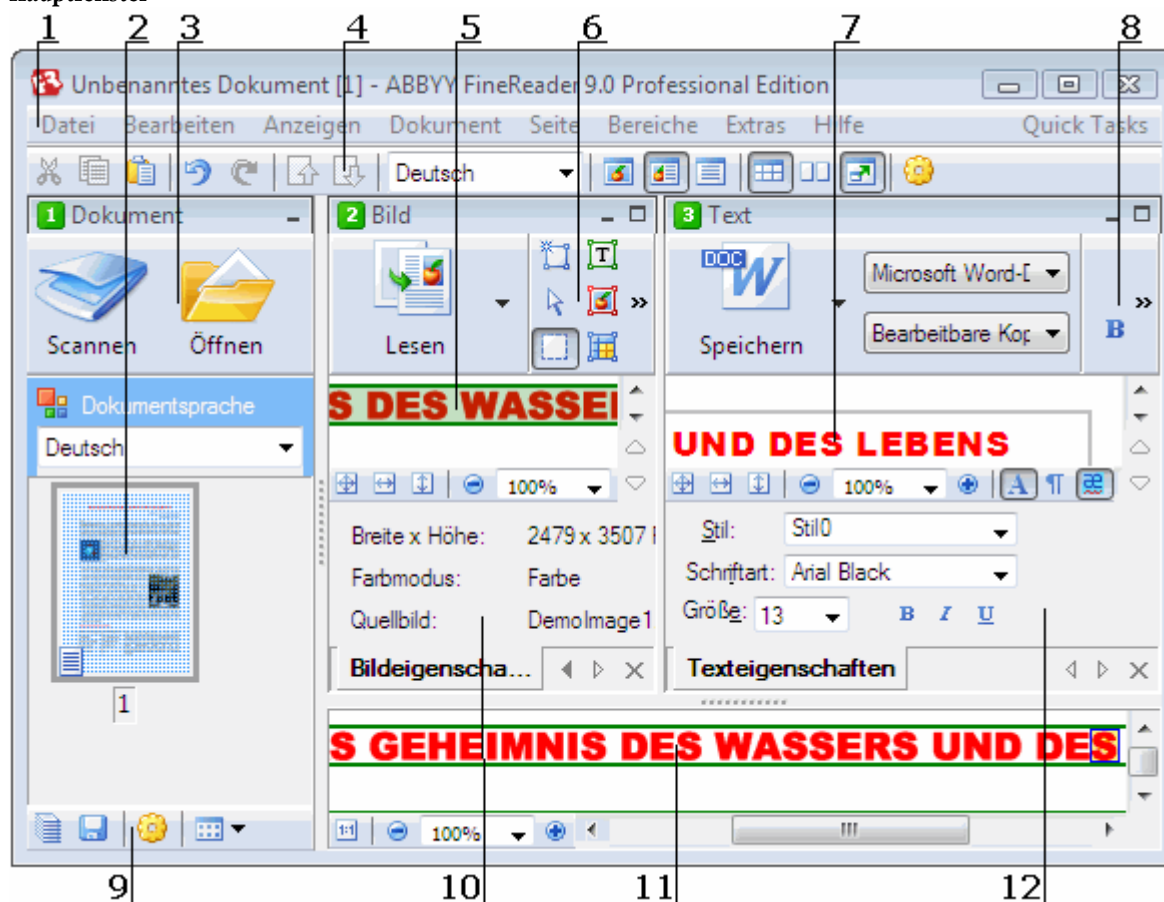 1 2 3 4 5 6 7 8
Unbenanntes Dokument [1] - ABBYY FineReader 9.0 Professional Edition
Datei Bearbeiten Anzeigen Dokument Seite Bereiche Extras Hilfe Quick Tasks
Deutsch
1 Dokument
Scannen Öffnen
Dokumentsprache
Deutsch
1
2 Bild
Lesen
T
S DES WASSE
100%
Breite x Höhe: 2479 x 3507
Farbmodus: Farbe
Quellbild: DemoImage1
Bildeigenscha...
3 Text
DOC W
Speichern
Microsoft Word-D
Bearbeitbare Kop
B
UND DES LEBENS
100% A ¶ æ
Stil: Stil0
Schriftart: Arial Black
Größe: 13 B I U
Texteigenschaften
S GEHEIMNIS DES WASSERS UND DES
1:1 100%
9 10 11 12